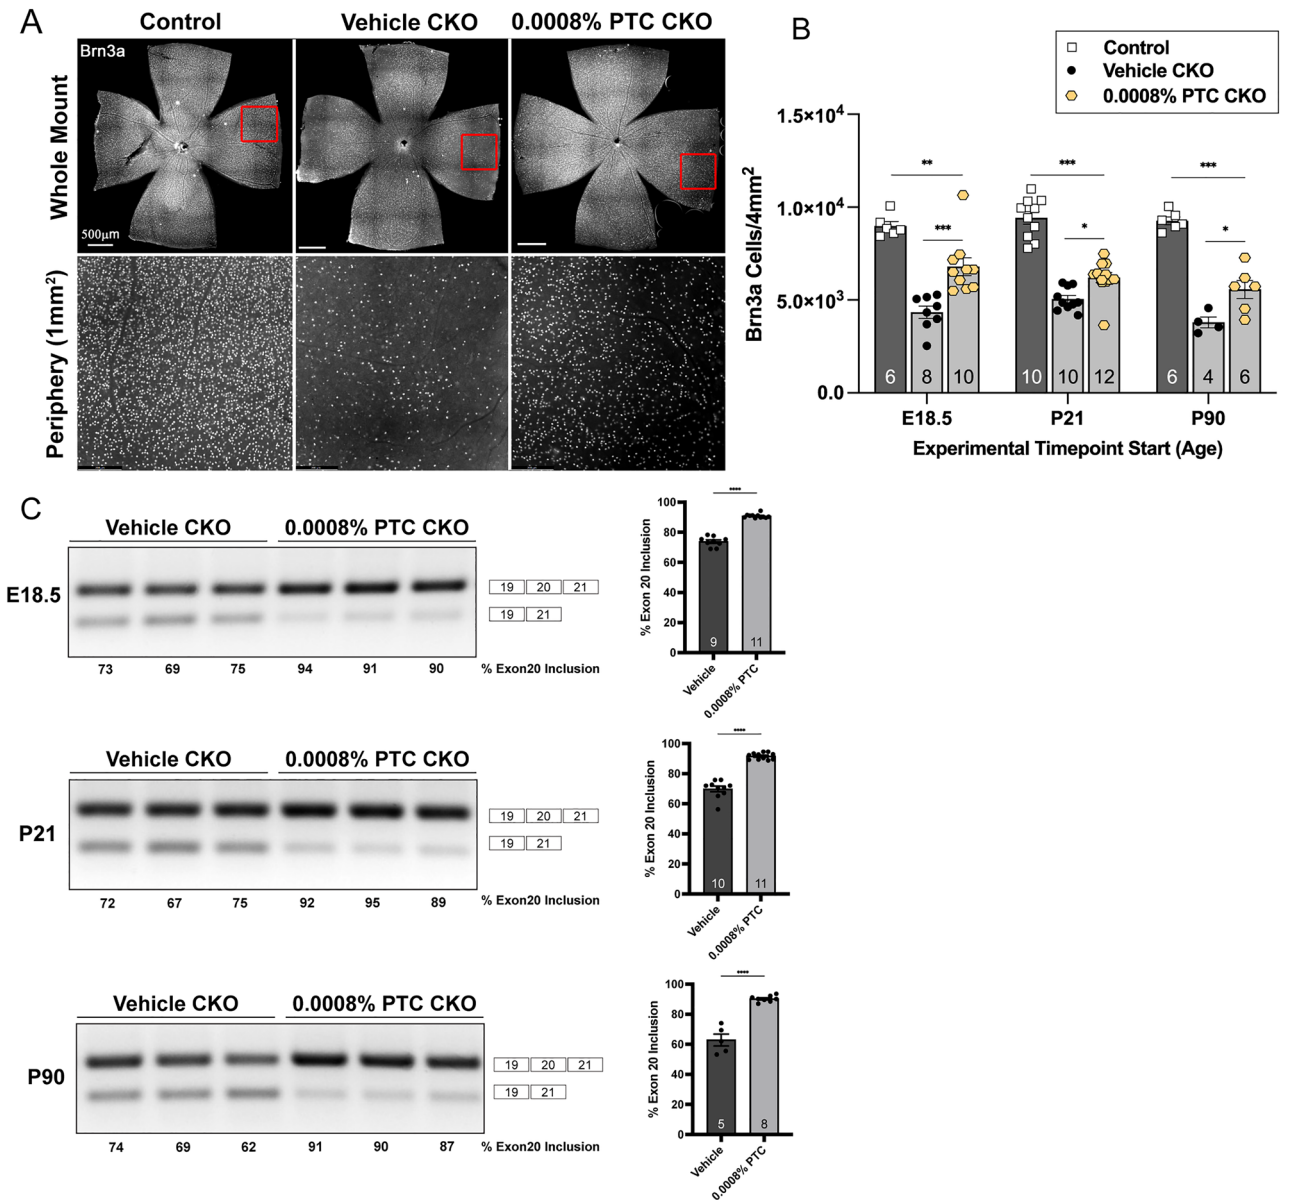 A
Control
Vehicle CKO
0.0008% PTC CKO
Whole Mount
Brn3a
500µm
Periphery (1mm²)
B
Control
Vehicle CKO
0.0008% PTC CKO
Brn3a Cells/4mm²
1.5×10⁴
1.0×10⁴
5.0×10³
0.0
** *** ***
*** * *
6 8 10 10 10 12 6 4 6
E18.5 P21 P90
Experimental Timepoint Start (Age)
C
Vehicle CKO 0.0008% PTC CKO
E18.5
19 20 21
19 21
73 69 75 94 91 90 % Exon20 Inclusion
% Exon 20 Inclusion
100
80
60
40
20
0
****
9 11
Vehicle
0.0008% PTC
Vehicle CKO 0.0008% PTC CKO
P21
19 20 21
19 21
72 67 75 92 95 89 % Exon20 Inclusion
% Exon 20 Inclusion
100
80
60
40
20
0
****
10 11
Vehicle
0.0008% PTC
Vehicle CKO 0.0008% PTC CKO
P90
19 20 21
19 21
74 69 62 91 90 87 % Exon20 Inclusion
% Exon 20 Inclusion
100
80
60
40
20
0
****
5 8
Vehicle
0.0008% PTC